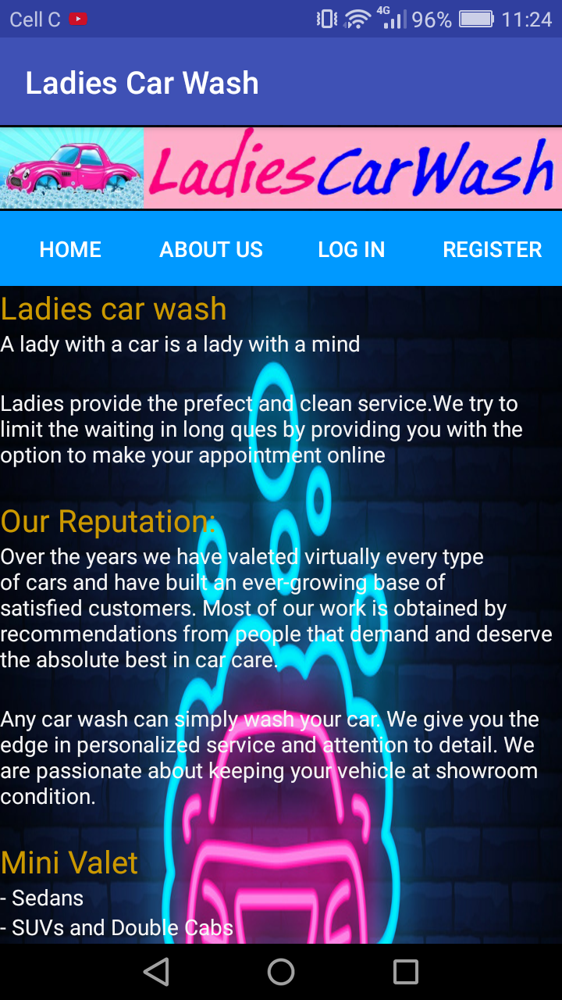 Cell C
4G 96% 11:24
Ladies Car Wash
LadiesCarWash
HOME ABOUT US LOG IN REGISTER
Ladies car wash
A lady with a car is a lady with a mind
Ladies provide the prefect and clean service.We try to
limit the waiting in long ques by providing you with the
option to make your appointment online
Our Reputation:
Over the years we have valeted virtually every type
of cars and have built an ever-growing base of
satisfied customers. Most of our work is obtained by
recommendations from people that demand and deserve
the absolute best in car care.
Any car wash can simply wash your car. We give you the
edge in personalized service and attention to detail. We
are passionate about keeping your vehicle at showroom
condition.
Mini Valet
- Sedans
- SUVs and Double Cabs